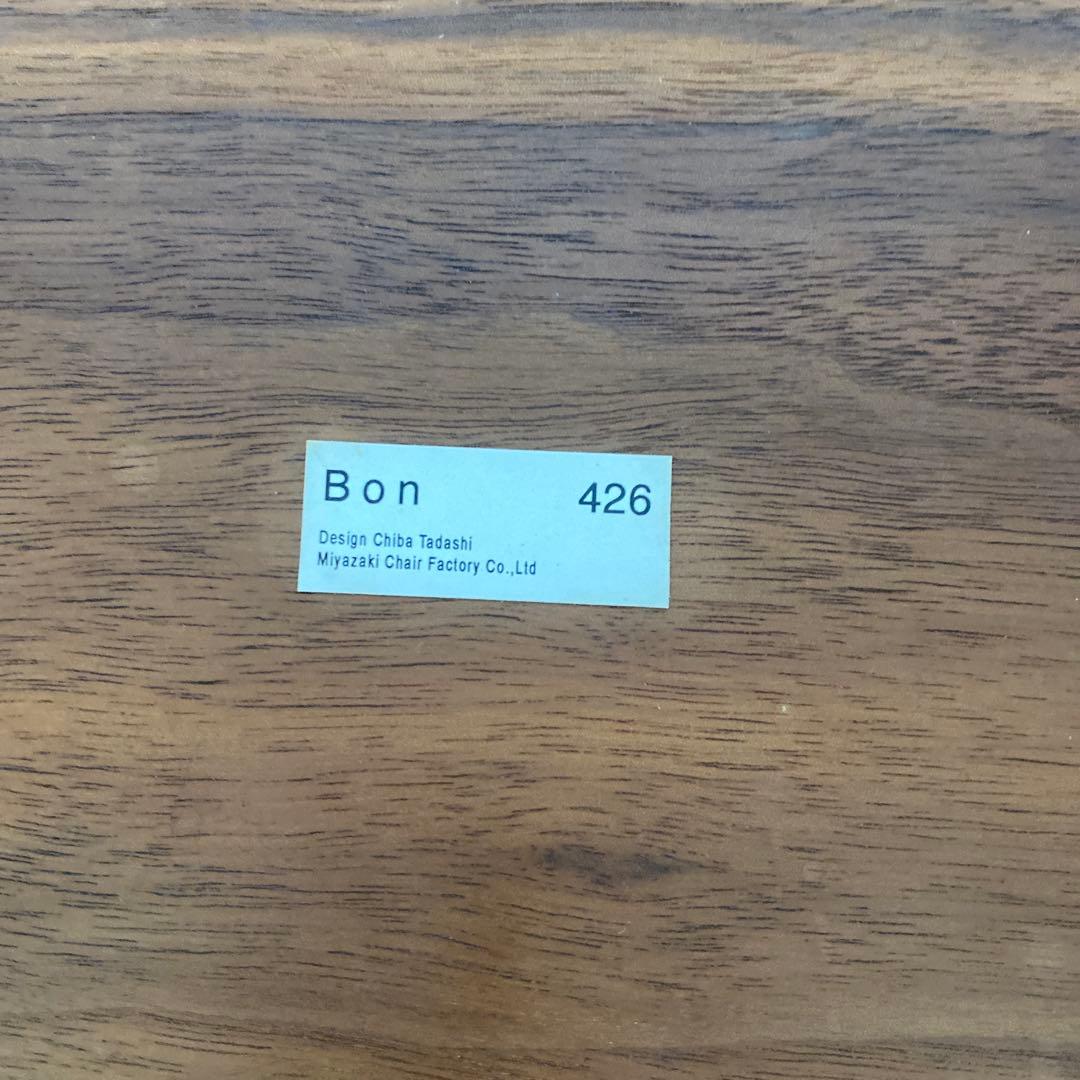 Bon 426
Design Chiba Tadashi
Miyazaki Chair Factory Co.,Ltd